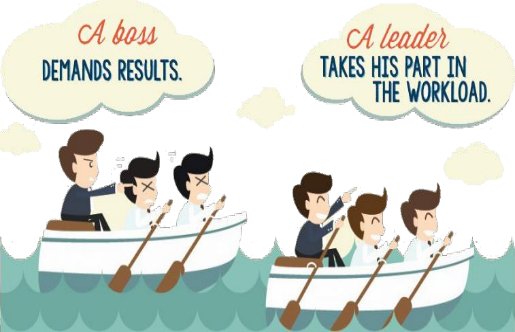 A boss
DEMANDS RESULTS.
A leader
TAKES HIS PART IN
THE WORKLOAD.